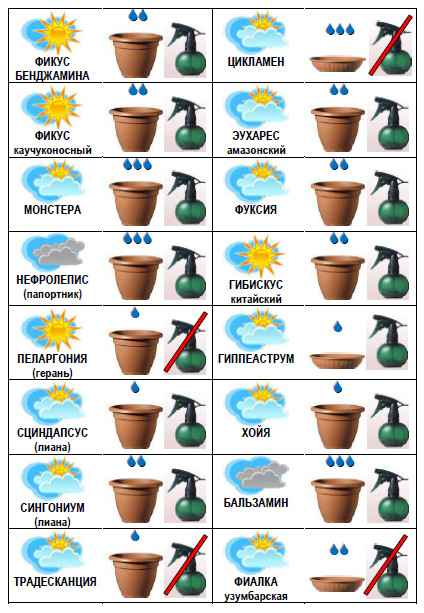 ФИКУС
БЕНДЖАМИНА
ЦИКЛАМЕН
ФИКУС
каучуконосный
ЭУХАРЕС
амазонский
МОНСТЕРА
ФУКСИЯ
НЕФРОЛЕПИС
(папортник)
ГИБИСКУС
китайский
ПЕЛАРГОНИЯ
(герань)
ГИППЕАСТРУМ
СЦИНДАПСУС
(лиана)
ХОЙЯ
СИНГОНИУМ
(лиана)
БАЛЬЗАМИН
ТРАДЕСКАНЦИЯ
ФИАЛКА
узумбарская